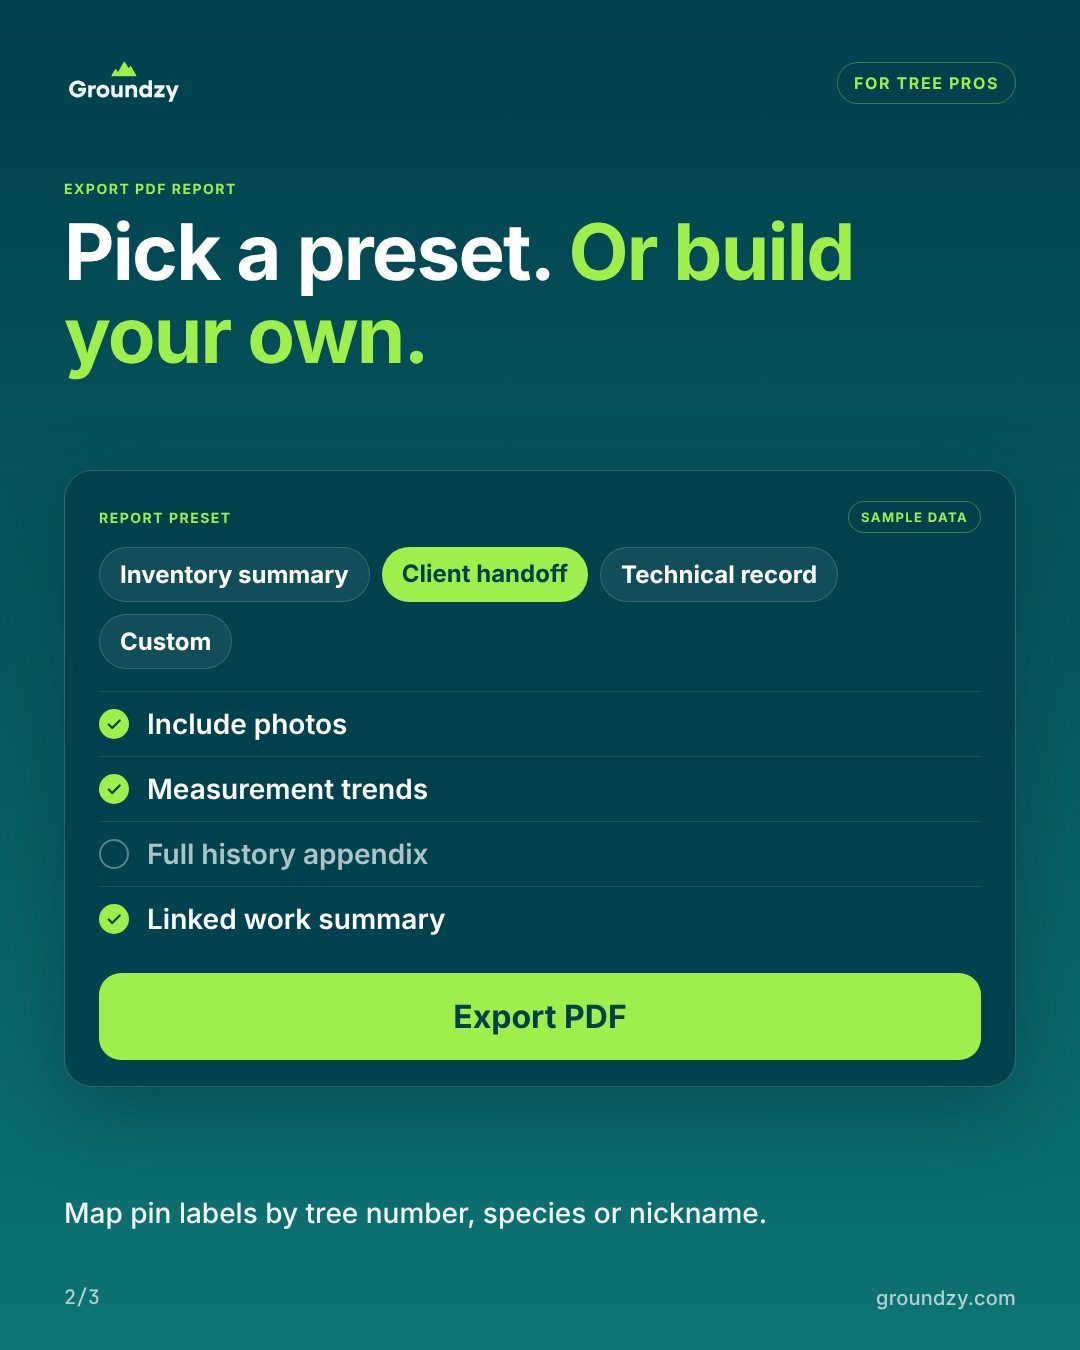 Groundzy
FOR TREE PROS
EXPORT PDF REPORT
Pick a preset. Or build
your own.
REPORT PRESET
SAMPLE DATA
Inventory summary
Client handoff
Technical record
Custom
Include photos
Measurement trends
Full history appendix
Linked work summary
Export PDF
Map pin labels by tree number, species or nickname.
2/3
groundzy.com